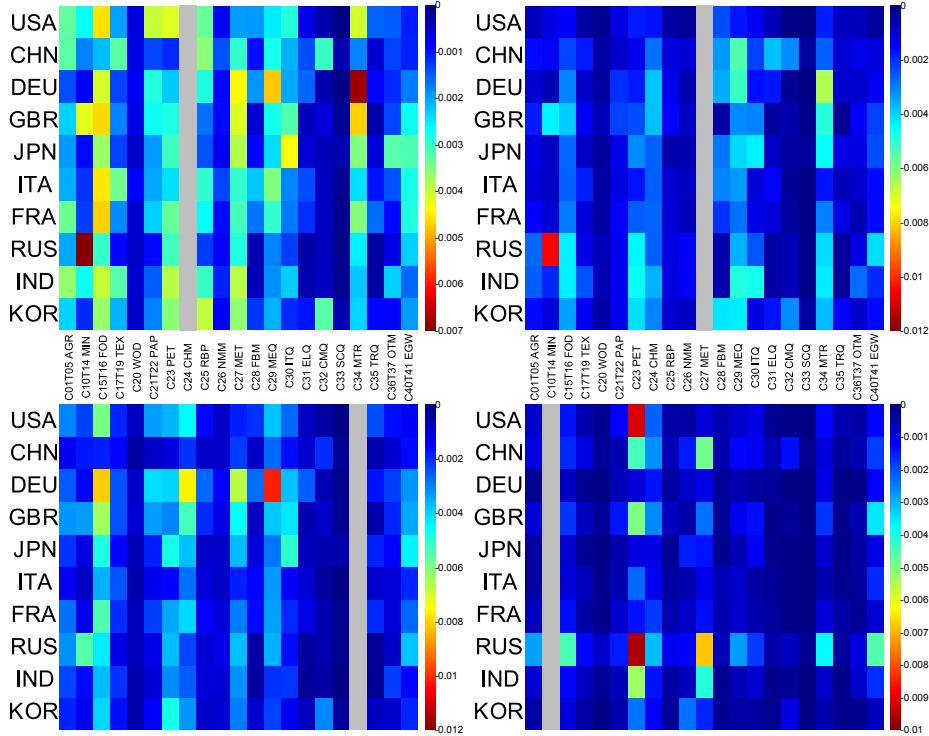 USA
CHN
DEU
GBR
JPN
ITA
FRA
RUS
IND
KOR
0
-0.001
-0.002
-0.003
-0.004
-0.005
-0.006
-0.007
USA
CHN
DEU
GBR
JPN
ITA
FRA
RUS
IND
KOR
0
-0.002
-0.004
-0.006
-0.008
-0.01
-0.012
C01T05 AGR
C10T14 MIN
C15T16 FOD
C17T19 TEX
C20 WOD
C21T22 PAP
C23 PET
C24 CHM
C25 RBP
C26 NMM
C27 MET
C28 FBM
C29 MEQ
C30 ITQ
C31 ELQ
C32 CMQ
C33 SCQ
C34 MTR
C35 TRQ
C36T37 OTM
C40T41 EGW
C01T05 AGR
C10T14 MIN
C15T16 FOD
C17T19 TEX
C20 WOD
C21T22 PAP
C23 PET
C24 CHM
C25 RBP
C26 NMM
C27 MET
C28 FBM
C29 MEQ
C30 ITQ
C31 ELQ
C32 CMQ
C33 SCQ
C34 MTR
C35 TRQ
C36T37 OTM
C40T41 EGW
USA
CHN
DEU
GBR
JPN
ITA
FRA
RUS
IND
KOR
0
-0.002
-0.004
-0.006
-0.008
-0.01
-0.012
USA
CHN
DEU
GBR
JPN
ITA
FRA
RUS
IND
KOR
0
-0.001
-0.002
-0.003
-0.004
-0.005
-0.006
-0.007
-0.008
-0.009
-0.01